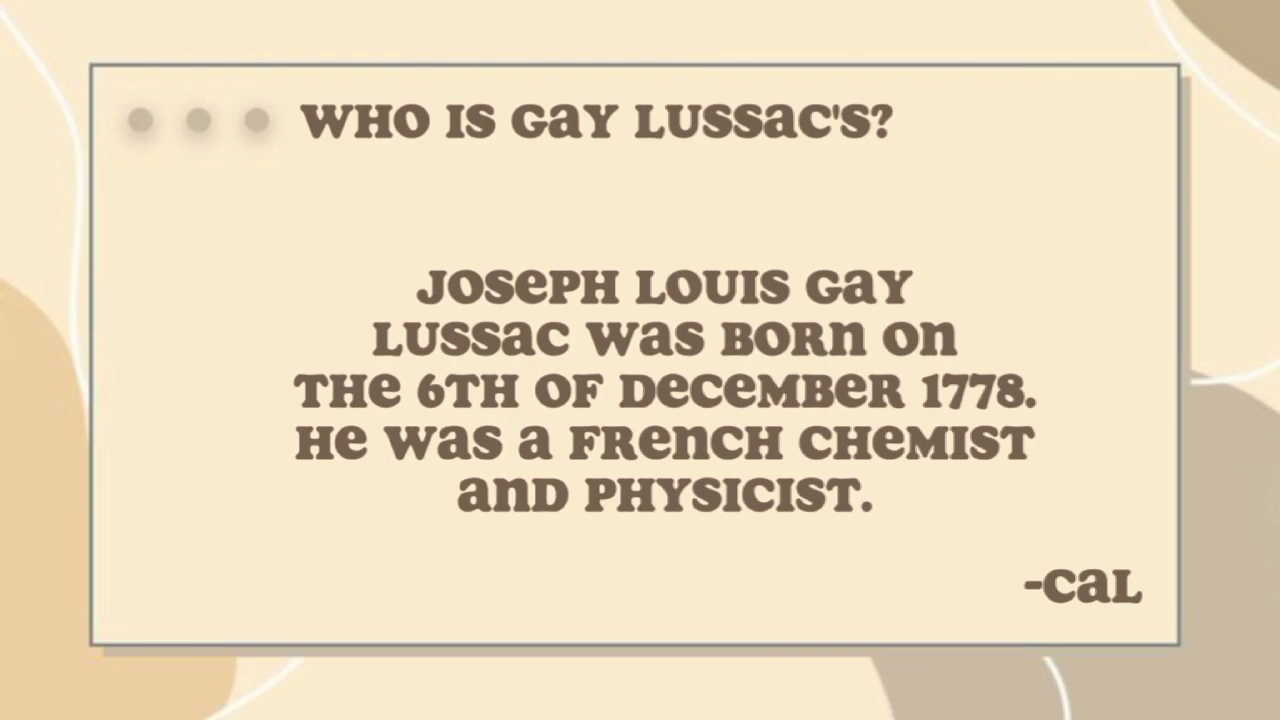 WHO IS GaY LUSSaC'S?
JOSePH LOUIS GaY
LUSSaC WaS BORn On
THe 6TH OF DeCeMBeR 1778.
He WaS a FRenCH CHeMIST
anD PHYSICIST.
-CaL